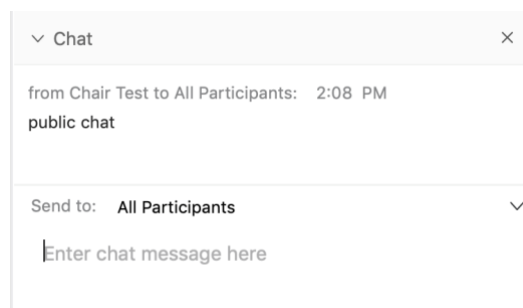 Chat
from Chair Test to All Participants: 2:08 PM
public chat
Send to: All Participants
Enter chat message here